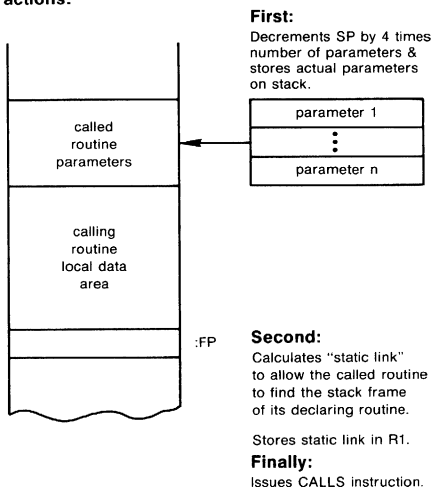 actions:
First:
Decrements SP by 4 times
number of parameters &
stores actual parameters
on stack.
parameter 1
parameter n
called
routine
parameters
calling
routine
local data
area
:FP
Second:
Calculates “static link”
to allow the called routine
to find the stack frame
of its declaring routine.
Stores static link in R1.
Finally:
Issues CALLS instruction.